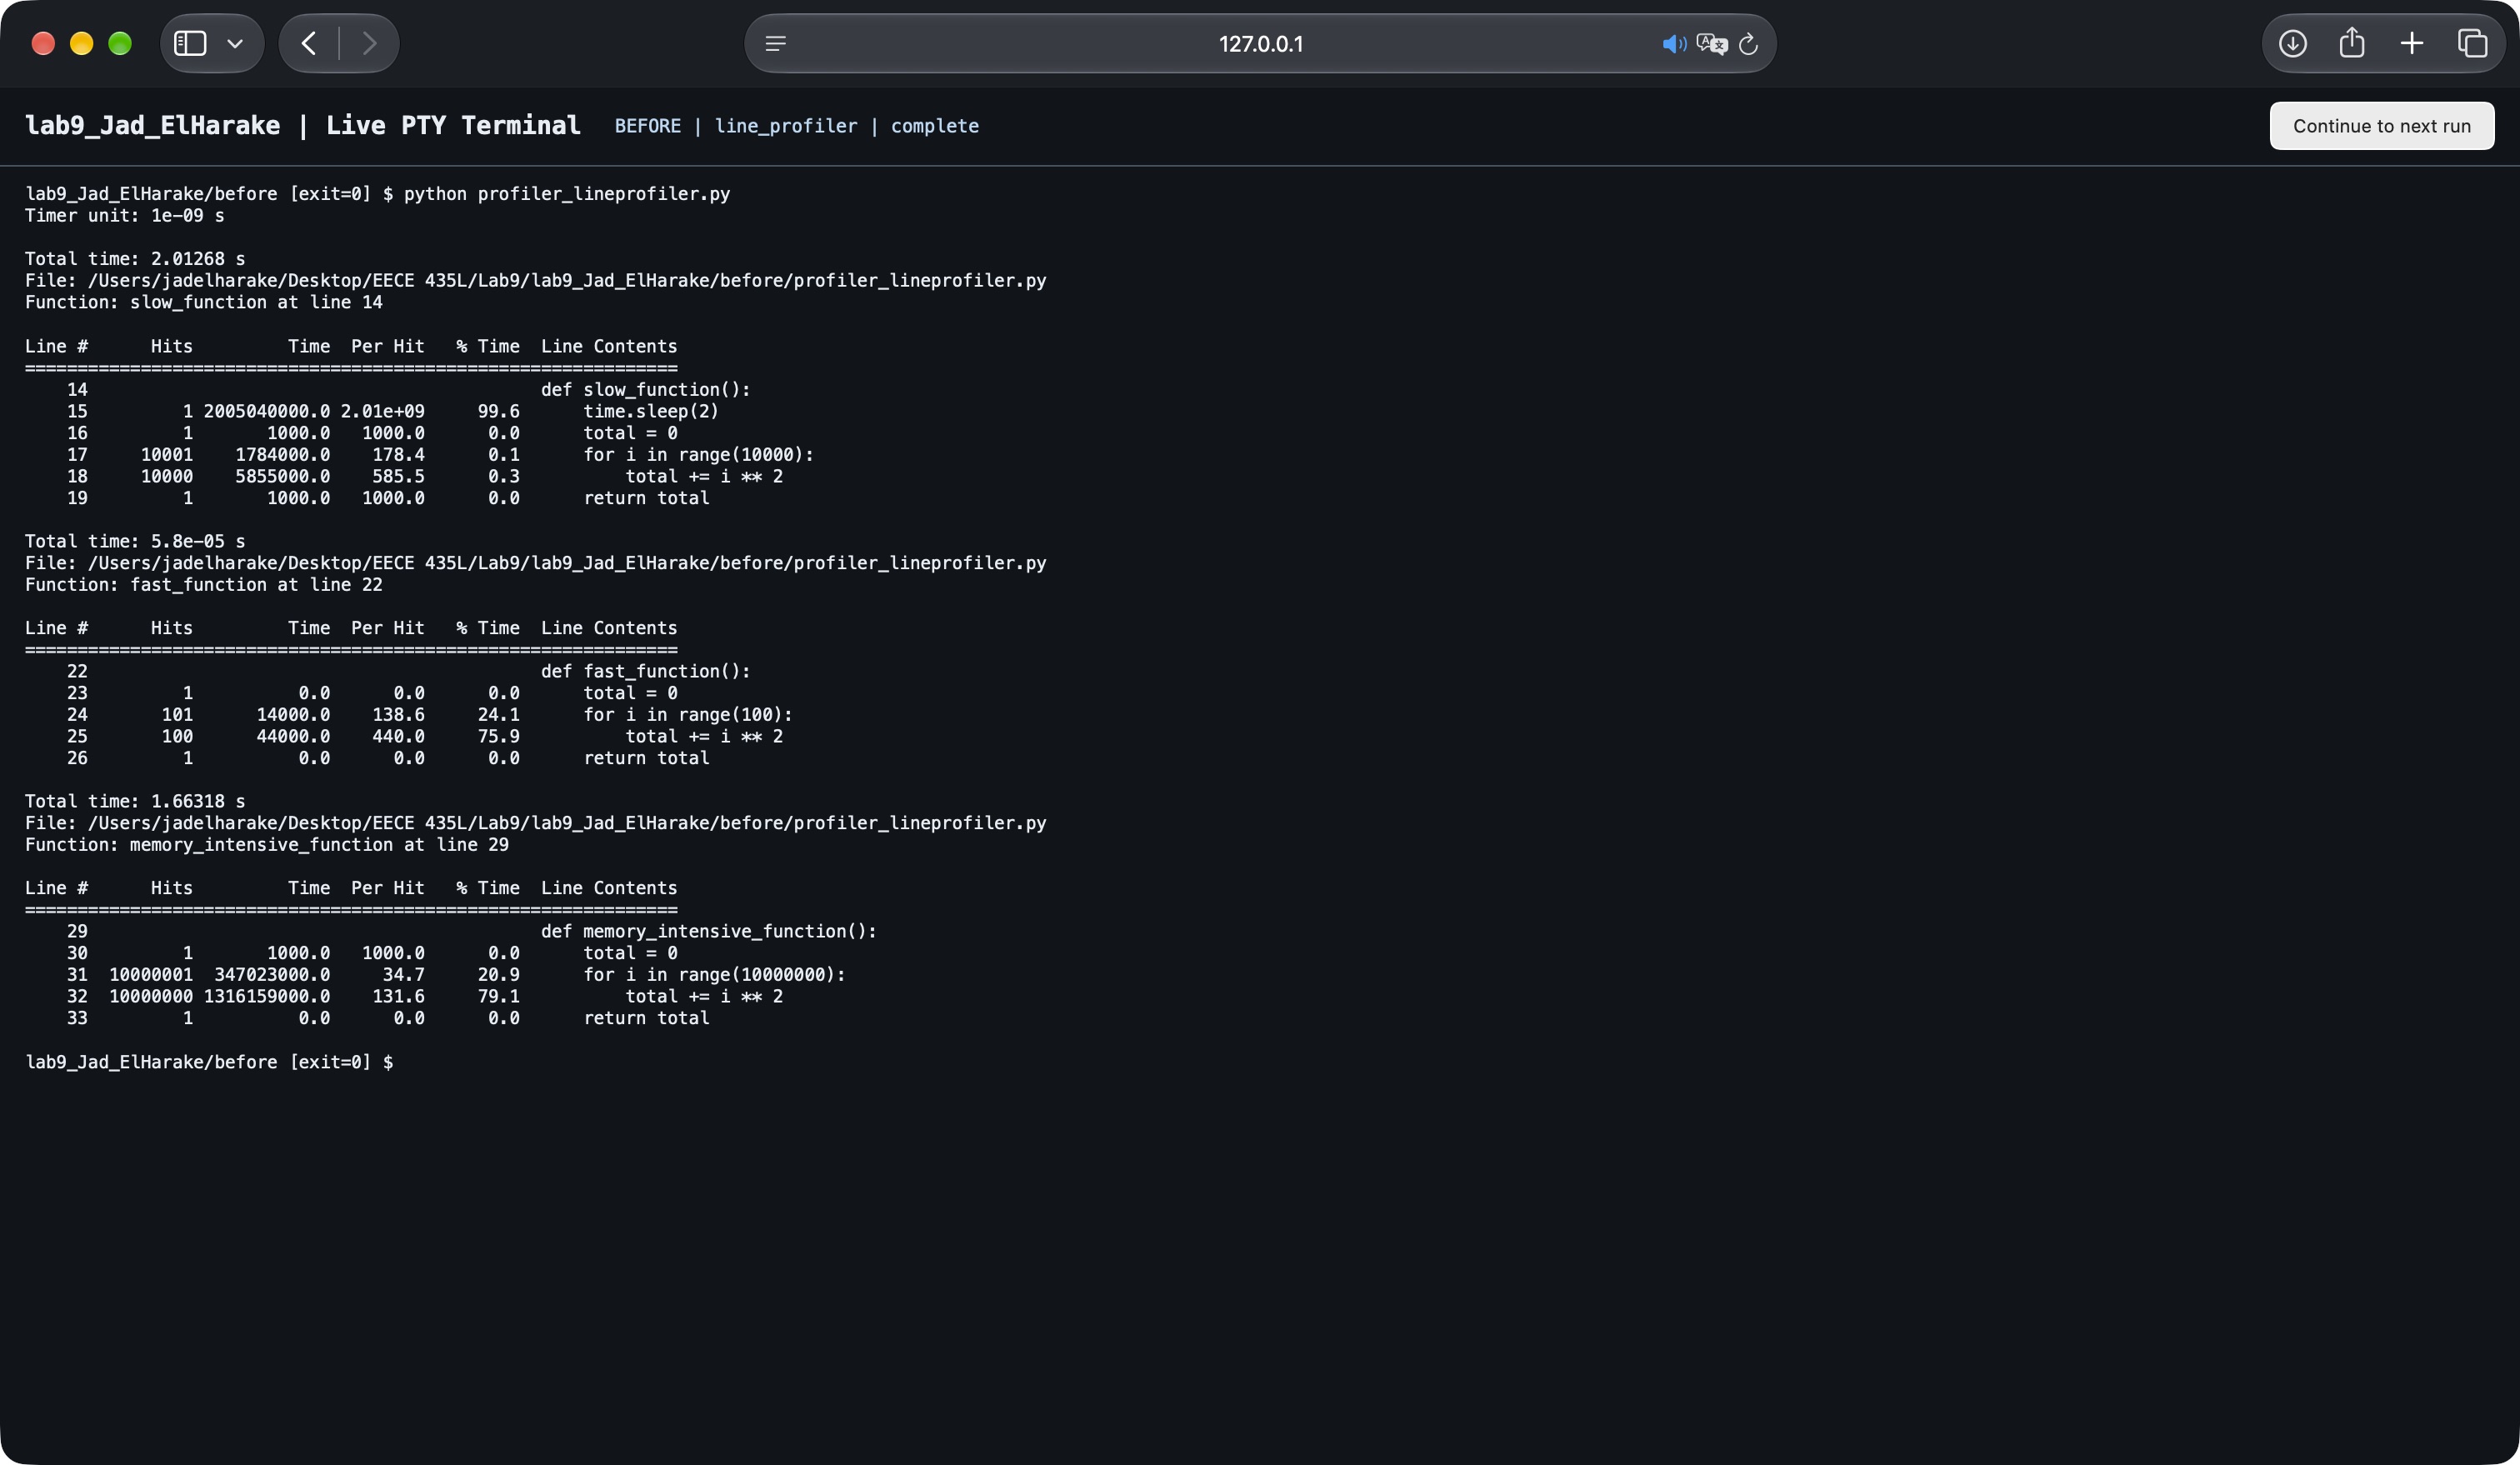 127.0.0.1
lab9_Jad_ElHarake | Live PTY Terminal   BEFORE | line_profiler | complete   Continue to next run
lab9_Jad_ElHarake/before [exit=0] $ python profiler_lineprofiler.py
Timer unit: 1e-09 s

Total time: 2.01268 s
File: /Users/jadelharake/Desktop/EECE 435L/Lab9/lab9_Jad_ElHarake/before/profiler_lineprofiler.py
Function: slow_function at line 14

Line #      Hits         Time  Per Hit   % Time  Line Contents
==============================================================
    14                                           def slow_function():
    15         1 2005040000.0 2.01e+09     99.6      time.sleep(2)
    16         1       1000.0   1000.0      0.0      total = 0
    17     10001    1784000.0    178.4      0.1      for i in range(10000):
    18     10000    5855000.0    585.5      0.3          total += i ** 2
    19         1       1000.0   1000.0      0.0      return total

Total time: 5.8e-05 s
File: /Users/jadelharake/Desktop/EECE 435L/Lab9/lab9_Jad_ElHarake/before/profiler_lineprofiler.py
Function: fast_function at line 22

Line #      Hits         Time  Per Hit   % Time  Line Contents
==============================================================
    22                                           def fast_function():
    23         1          0.0      0.0      0.0      total = 0
    24       101      14000.0    138.6     24.1      for i in range(100):
    25       100      44000.0    440.0     75.9          total += i ** 2
    26         1          0.0      0.0      0.0      return total

Total time: 1.66318 s
File: /Users/jadelharake/Desktop/EECE 435L/Lab9/lab9_Jad_ElHarake/before/profiler_lineprofiler.py
Function: memory_intensive_function at line 29

Line #      Hits         Time  Per Hit   % Time  Line Contents
==============================================================
    29                                           def memory_intensive_function():
    30         1       1000.0   1000.0      0.0      total = 0
    31  10000001  347023000.0     34.7     20.9      for i in range(10000000):
    32  10000000 1316159000.0    131.6     79.1          total += i ** 2
    33         1          0.0      0.0      0.0      return total

lab9_Jad_ElHarake/before [exit=0] $